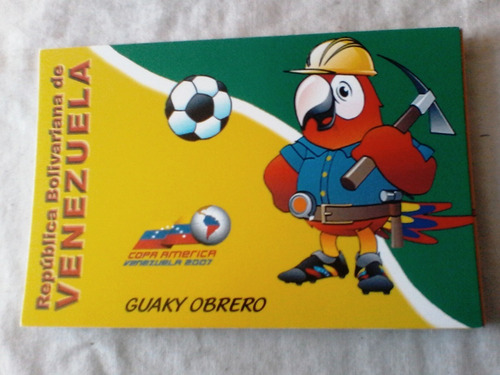 República Bolivariana de
VENEZUELA
COPA AMERICA
VENEZUELA 2007
GUAKY OBRERO